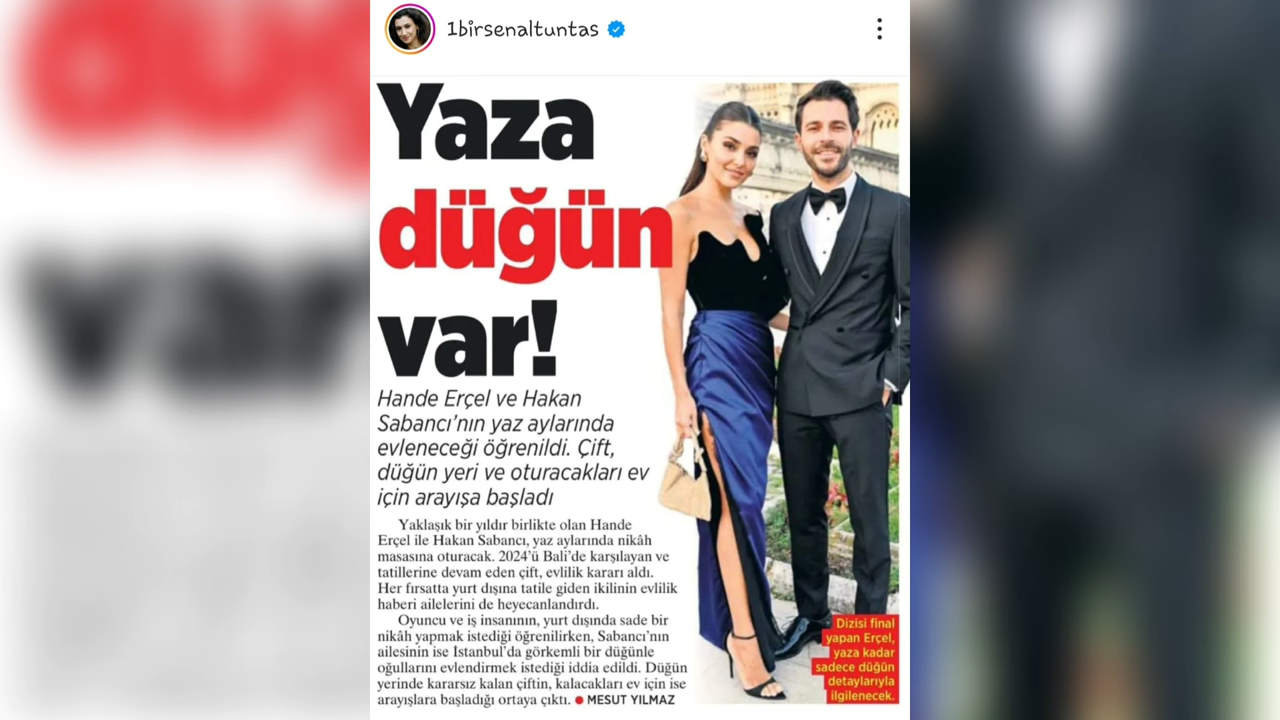 1birsenaltuntas
Yaza
düğün
var!
Hande Erçel ve Hakan
Sabancı’nın yaz aylarında
evleneceği öğrenildi. Çift,
düğün yeri ve oturacakları ev
için arayışa başladı
Yaklaşık bir yıldır birlikte olan Hande
Erçel ile Hakan Sabancı, yaz aylarında nikâh
masasına oturacak. 2024’ü Bali’de karşılayan ve
tatillerine devam eden çift, evlilik kararı aldı.
Her fırsatta yurt dışına tatile giden ikilinin evlilik
haberi ailelerini de heyecanlandırdı.
Oyuncu ve iş insanının, yurt dışında sade bir
nikâh yapmak istediği öğrenilirken, Sabancı’nın
ailesinin ise İstanbul’da görkemli bir düğünle
oğullarını evlendirmek istediği iddia edildi. Düğün
yerinde kararsız kalan çiftin, kalacakları ev için ise
arayışlara başladığı ortaya çıktı. ● MESUT YILMAZ
Dizisi final
yapan Erçel,
yaza kadar
sadece düğün
detaylarıyla
ilgilenecek.